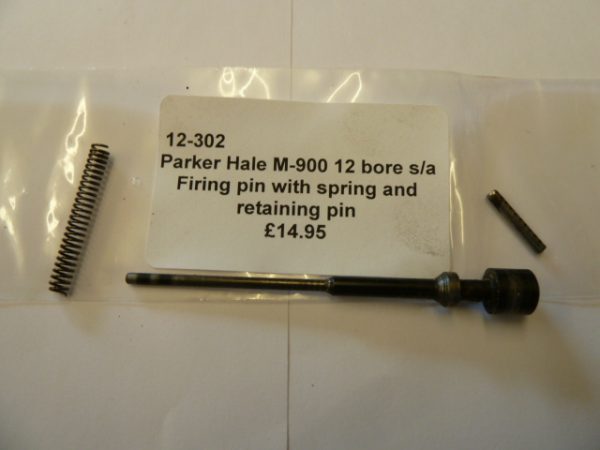 12-302
Parker Hale M-900 12 bore s/a
Firing pin with spring and
retaining pin
£14.95